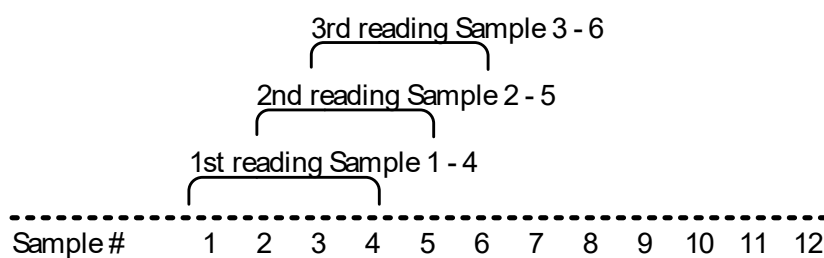 3rd reading Sample 3 - 6
2nd reading Sample 2 - 5
1st reading Sample 1 - 4
Sample # 1 2 3 4 5 6 7 8 9 10 11 12